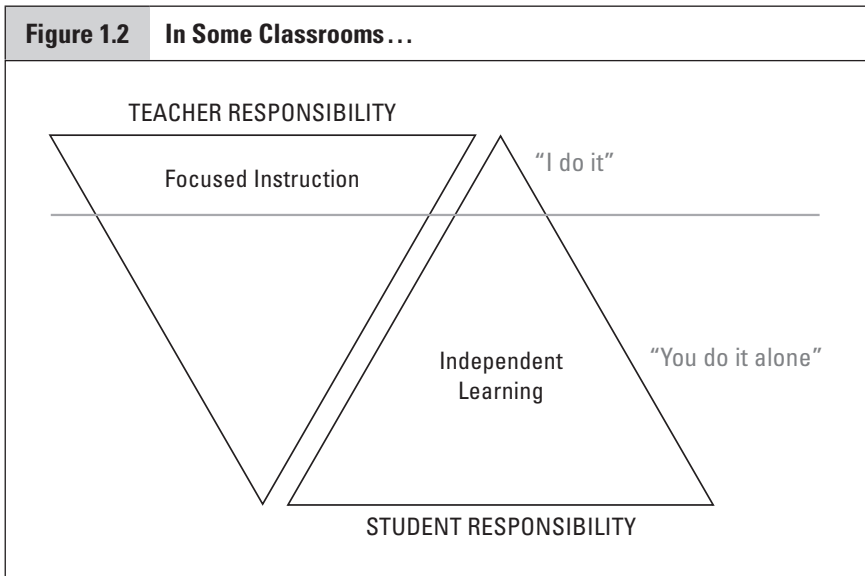 Figure 1.2 In Some Classrooms...
TEACHER RESPONSIBILITY
Focused Instruction
“I do it”
Independent
Learning
“You do it alone”
STUDENT RESPONSIBILITY